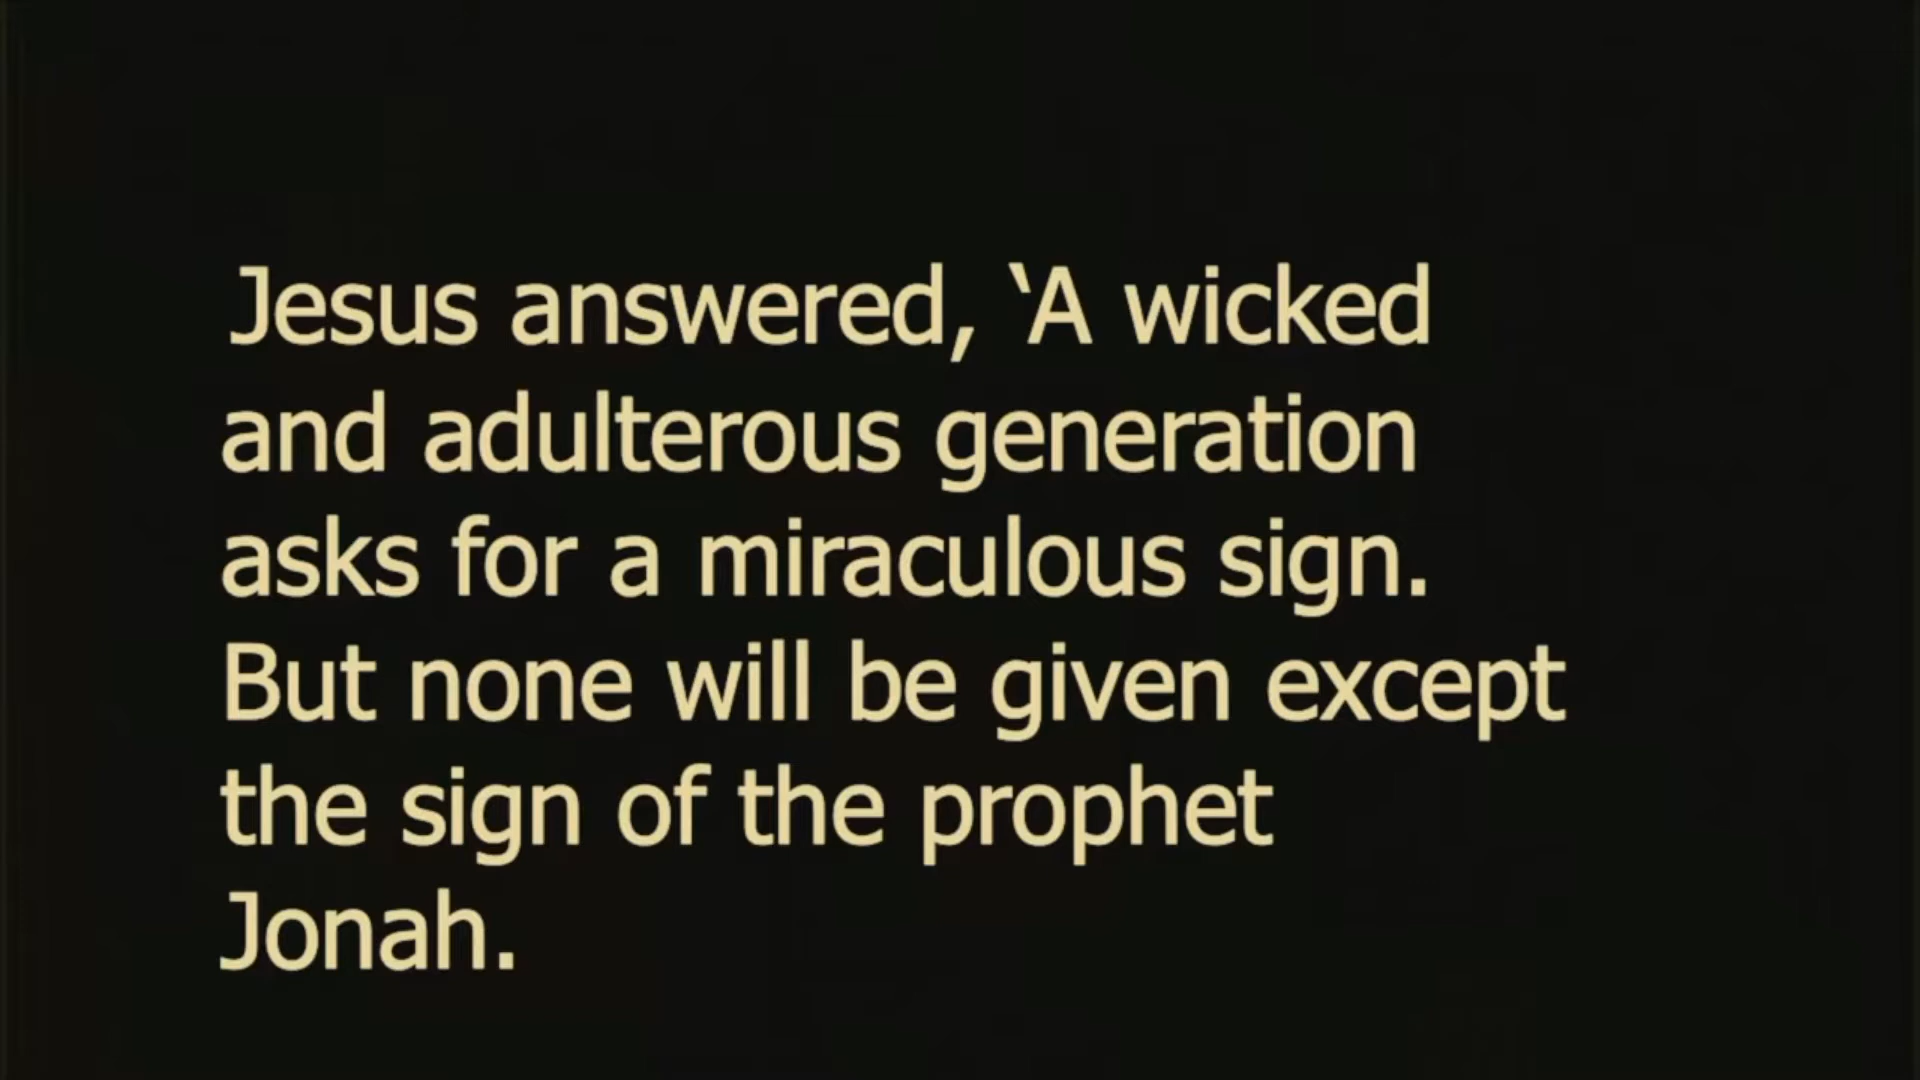 Jesus answered, ‘A wicked
and adulterous generation
asks for a miraculous sign.
But none will be given except
the sign of the prophet
Jonah.